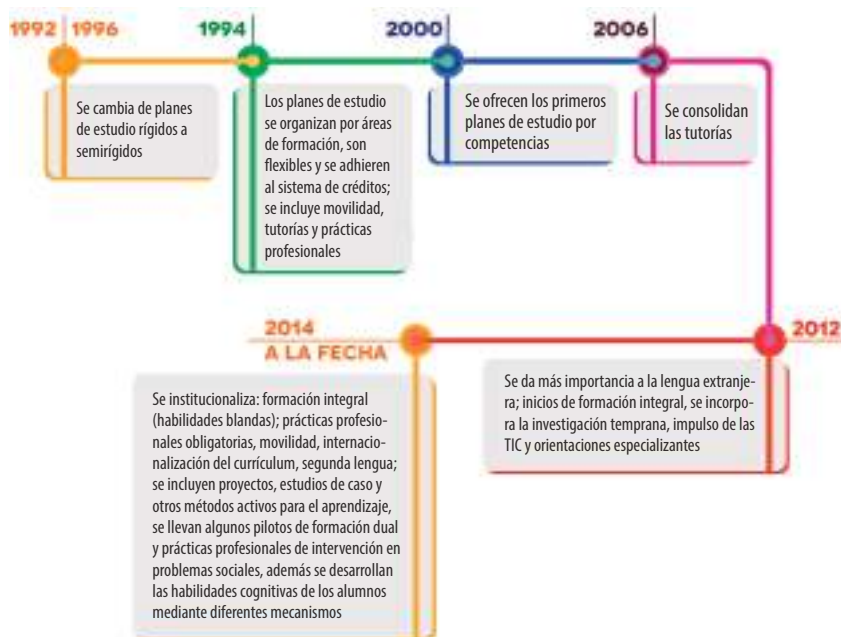 1992 | 1996
1994
2000
2006
Se cambia de planes
de estudio rígidos a
semirígidos
Los planes de estudio
se organizan por áreas
de formación, son
flexibles y se adhieren
al sistema de créditos;
se incluye movilidad,
tutorías y prácticas
profesionales
Se ofrecen los primeros
planes de estudio por
competencias
Se consolidan
las tutorías
2012
Se da más importancia a la lengua extranje-
ra; inicios de formación integral, se incorpo-
ra la investigación temprana, impulso de las
TIC y orientaciones especializantes
2014
A LA FECHA
Se institucionaliza: formación integral
(habilidades blandas); prácticas profesio-
nales obligatorias, movilidad, internacio-
nalización del currículum, segunda lengua;
se incluyen proyectos, estudios de caso y
otros métodos activos para el aprendizaje,
se llevan algunos pilotos de formación dual
y prácticas profesionales de intervención en
problemas sociales, además se desarrollan
las habilidades cognitivas de los alumnos
mediante diferentes mecanismos